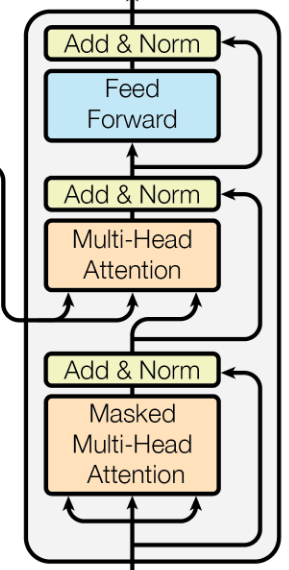 Add & Norm
Feed
Forward
Add & Norm
Multi-Head
Attention
Add & Norm
Masked
Multi-Head
Attention